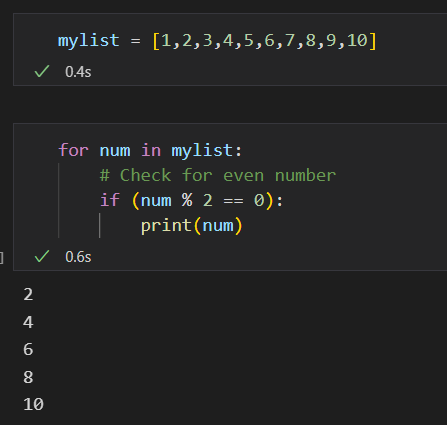 mylist = [1,2,3,4,5,6,7,8,9,10]
0.4s
for num in mylist:
# Check for even number
if (num % 2 == 0):
print(num)
]
0.6s
2
4
6
8
10